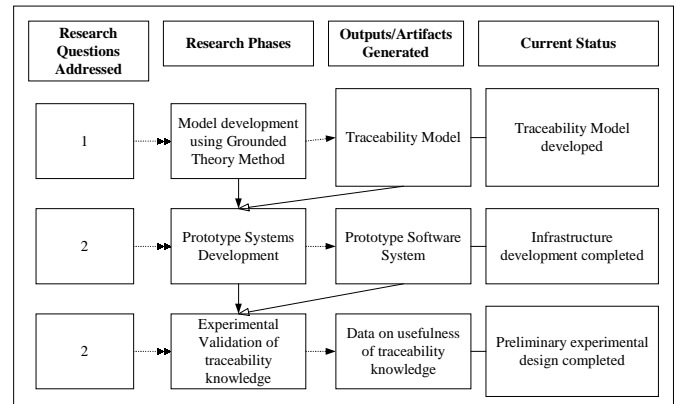 Research
Questions
Addressed
Research Phases
Outputs/Artifacts
Generated
Current Status
1
Model development
using Grounded
Theory Method
Traceability Model
Traceability Model
developed
2
Prototype Systems
Development
Prototype Software
System
Infrastructure
development completed
2
Experimental
Validation of
traceability
knowledge
Data on usefulness
of traceability
knowledge
Preliminary experimental
design completed